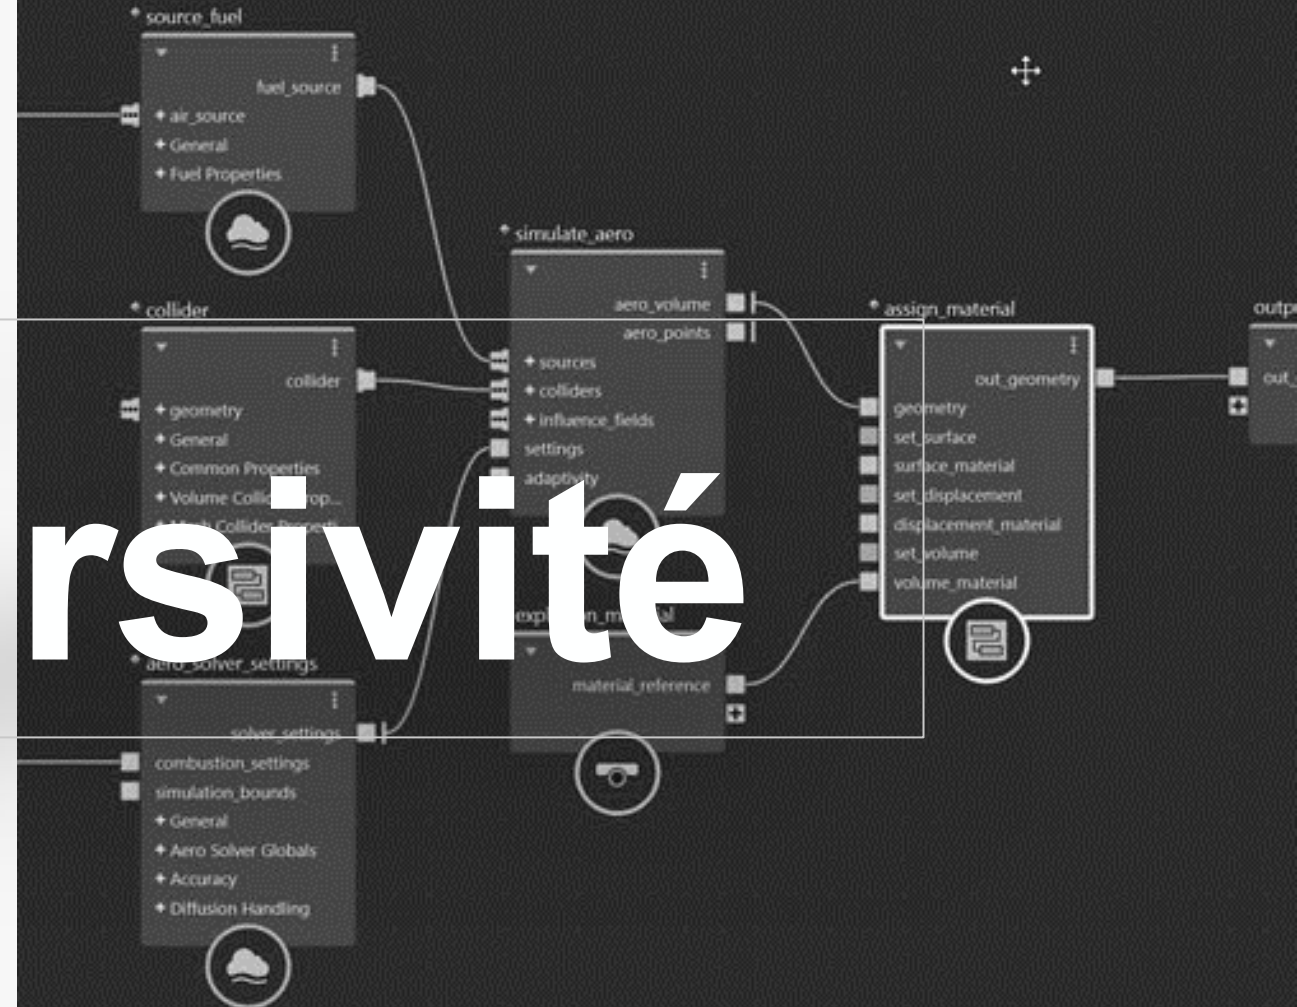 source_fuel
fuel_source
air_source
General
Fuel Properties
collider
collider
geometry
General
Common Properties
aero_solver_settings
solver_settings
combustion_settings
simulation_bounds
General
Aero Solver Globals
Accuracy
Diffusion Handling
simulate_aero
aero_volume
aero_points
sources
colliders
influence_fields
settings
adaptivity
material_reference
assign_material
out_geometry
geometry
set_surface
surface_material
set_displacement
displacement_material
set_volume
volume_material
rsivité